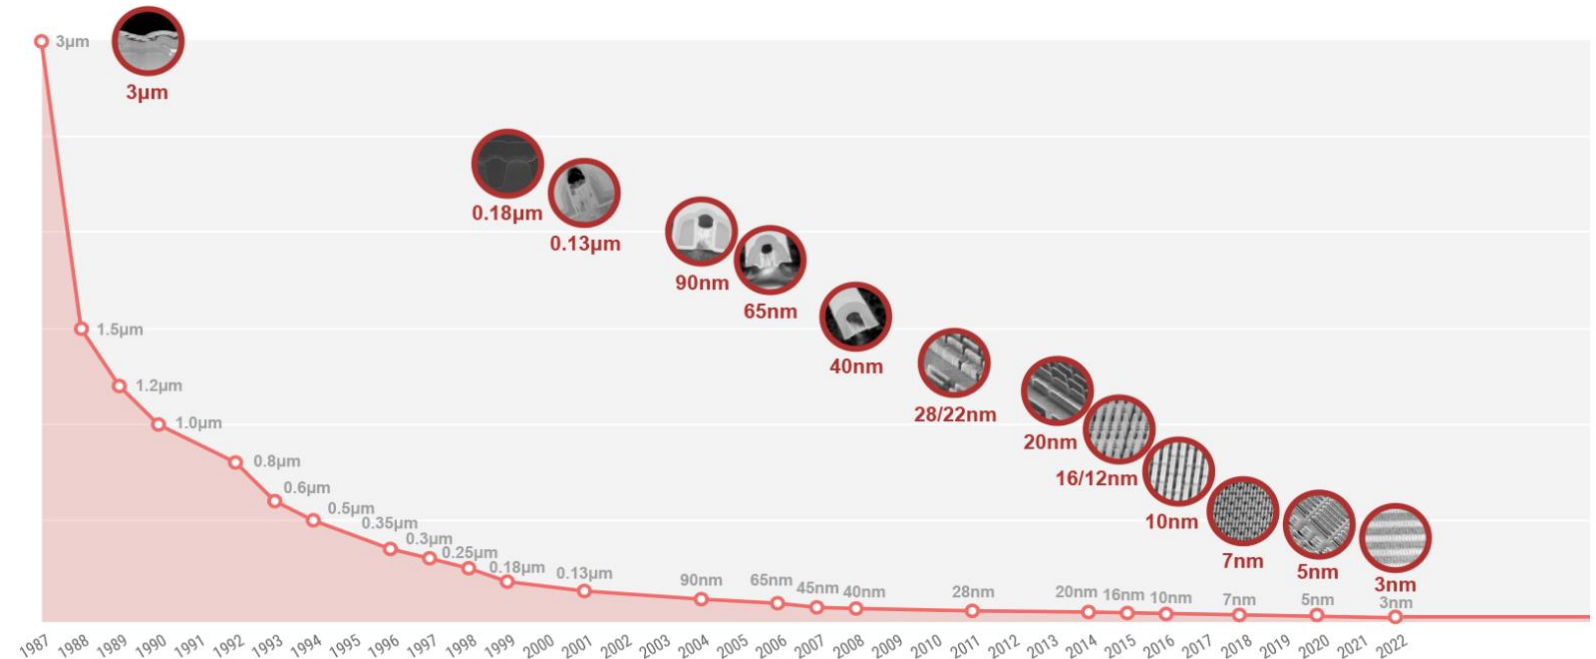 3µm
3µm
1.5µm
1.2µm
1.0µm
0.8µm
0.6µm
0.5µm
0.35µm
0.3µm
0.25µm
0.18µm
0.13µm
90nm
65nm
45nm
40nm
28nm
20nm
16nm
10nm
7nm
5nm
3nm
0.18µm
0.13µm
90nm
65nm
40nm
28/22nm
20nm
16/12nm
10nm
7nm
5nm
3nm
1987
1988
1989
1990
1991
1992
1993
1994
1995
1996
1997
1998
1999
2000
2001
2002
2003
2004
2005
2006
2007
2008
2009
2010
2011
2012
2013
2014
2015
2016
2017
2018
2019
2020
2021
2022